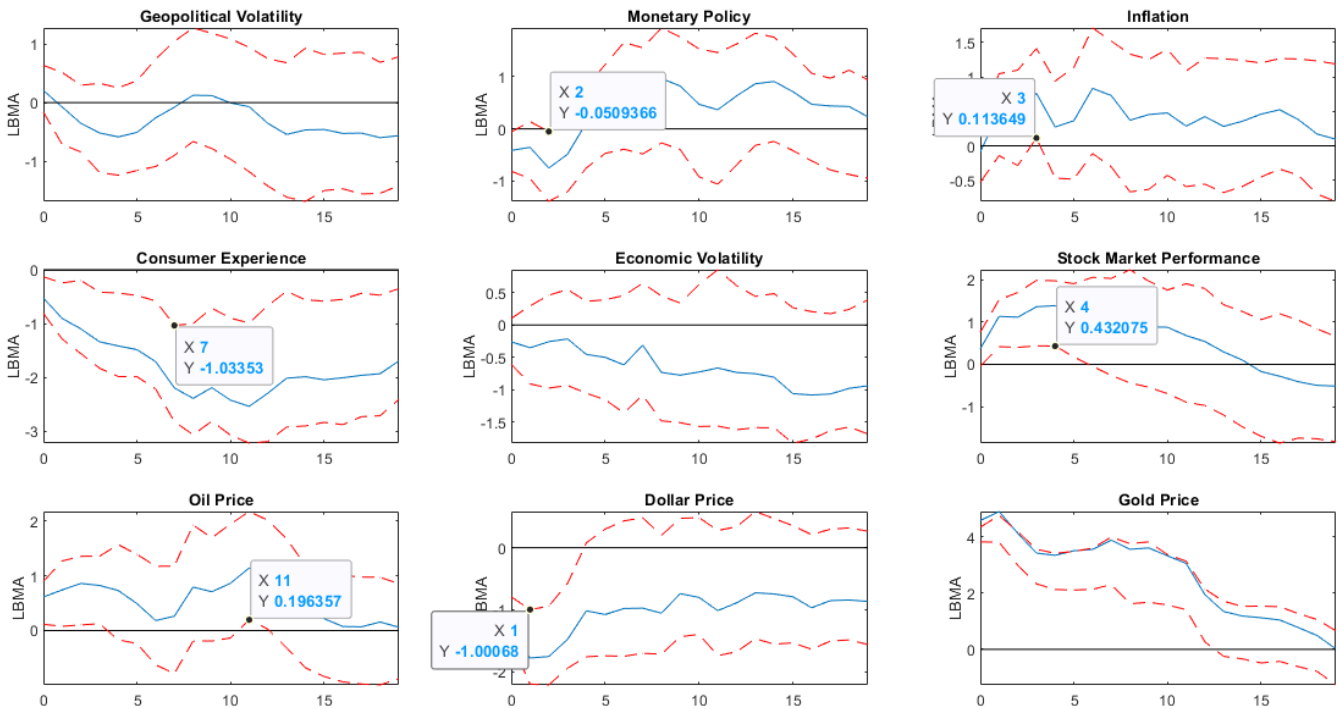 Geopolitical Volatility
LBMA
1
0
-1
0 5 10 15
Monetary Policy
LBMA
1
0
-1
X 2
Y -0.0509366
0 5 10 15
Inflation
1.5
1
0
-0.5
X 3
Y 0.113649
0 5 10 15
Consumer Experience
LBMA
0
-1
-2
-3
X 7
Y -1.03353
0 5 10 15
Economic Volatility
LBMA
0.5
0
-0.5
-1
-1.5
0 5 10 15
Stock Market Performance
LBMA
2
1
0
-1
X 4
Y 0.432075
0 5 10 15
Oil Price
LBMA
2
1
0
X 11
Y 0.196357
0 5 10 15
Dollar Price
LBMA
0
-1
-2
X 1
Y -1.00068
0 5 10 15
Gold Price
LBMA
4
2
0
0 5 10 15